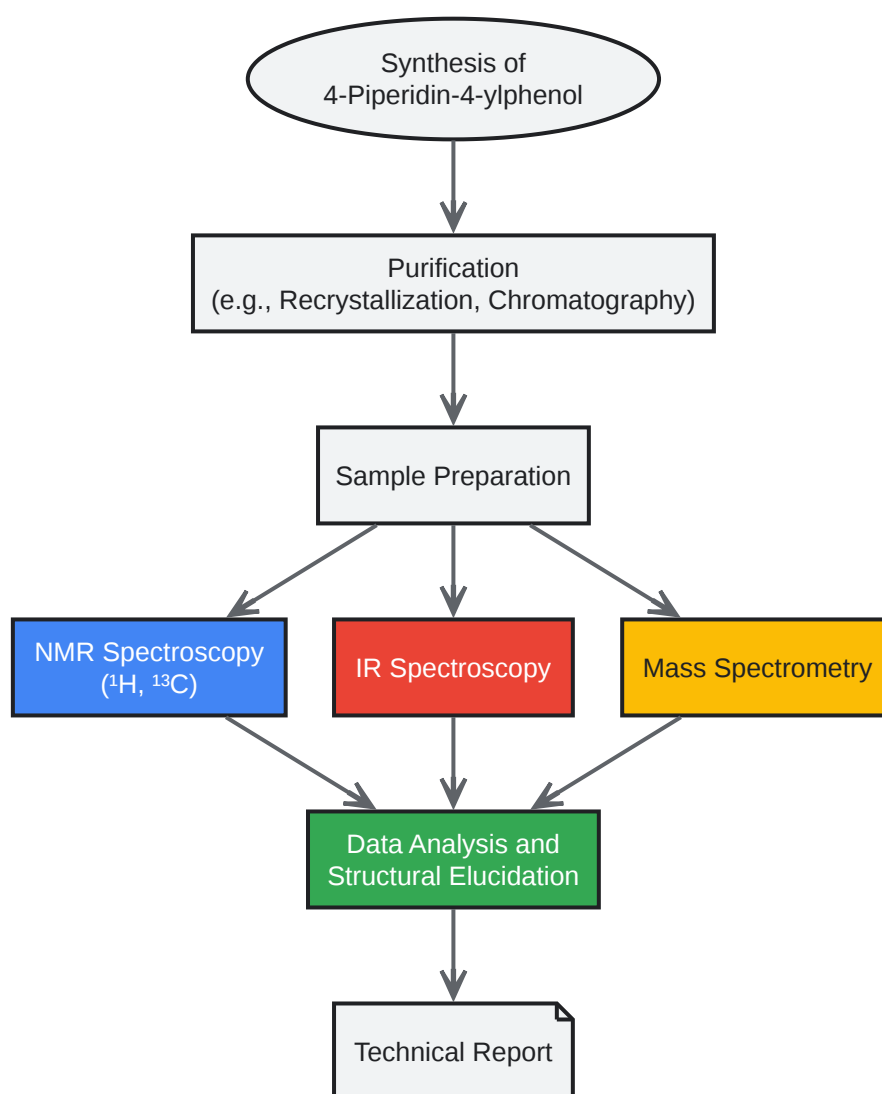 Synthesis of
4-Piperidin-4-ylphenol
Purification
(e.g., Recrystallization, Chromatography)
Sample Preparation
NMR Spectroscopy
(¹H, ¹³C)
IR Spectroscopy
Mass Spectrometry
Data Analysis and
Structural Elucidation
Technical Report